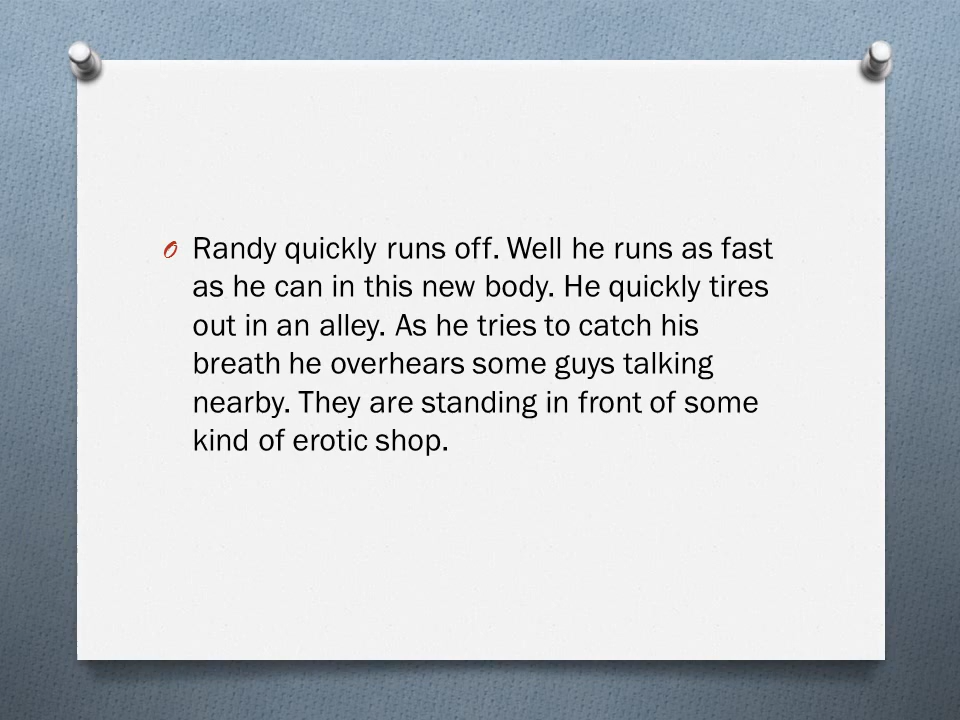 Randy quickly runs off. Well he runs as fast
as he can in this new body. He quickly tires
out in an alley. As he tries to catch his
breath he overhears some guys talking
nearby. They are standing in front of some
kind of erotic shop.